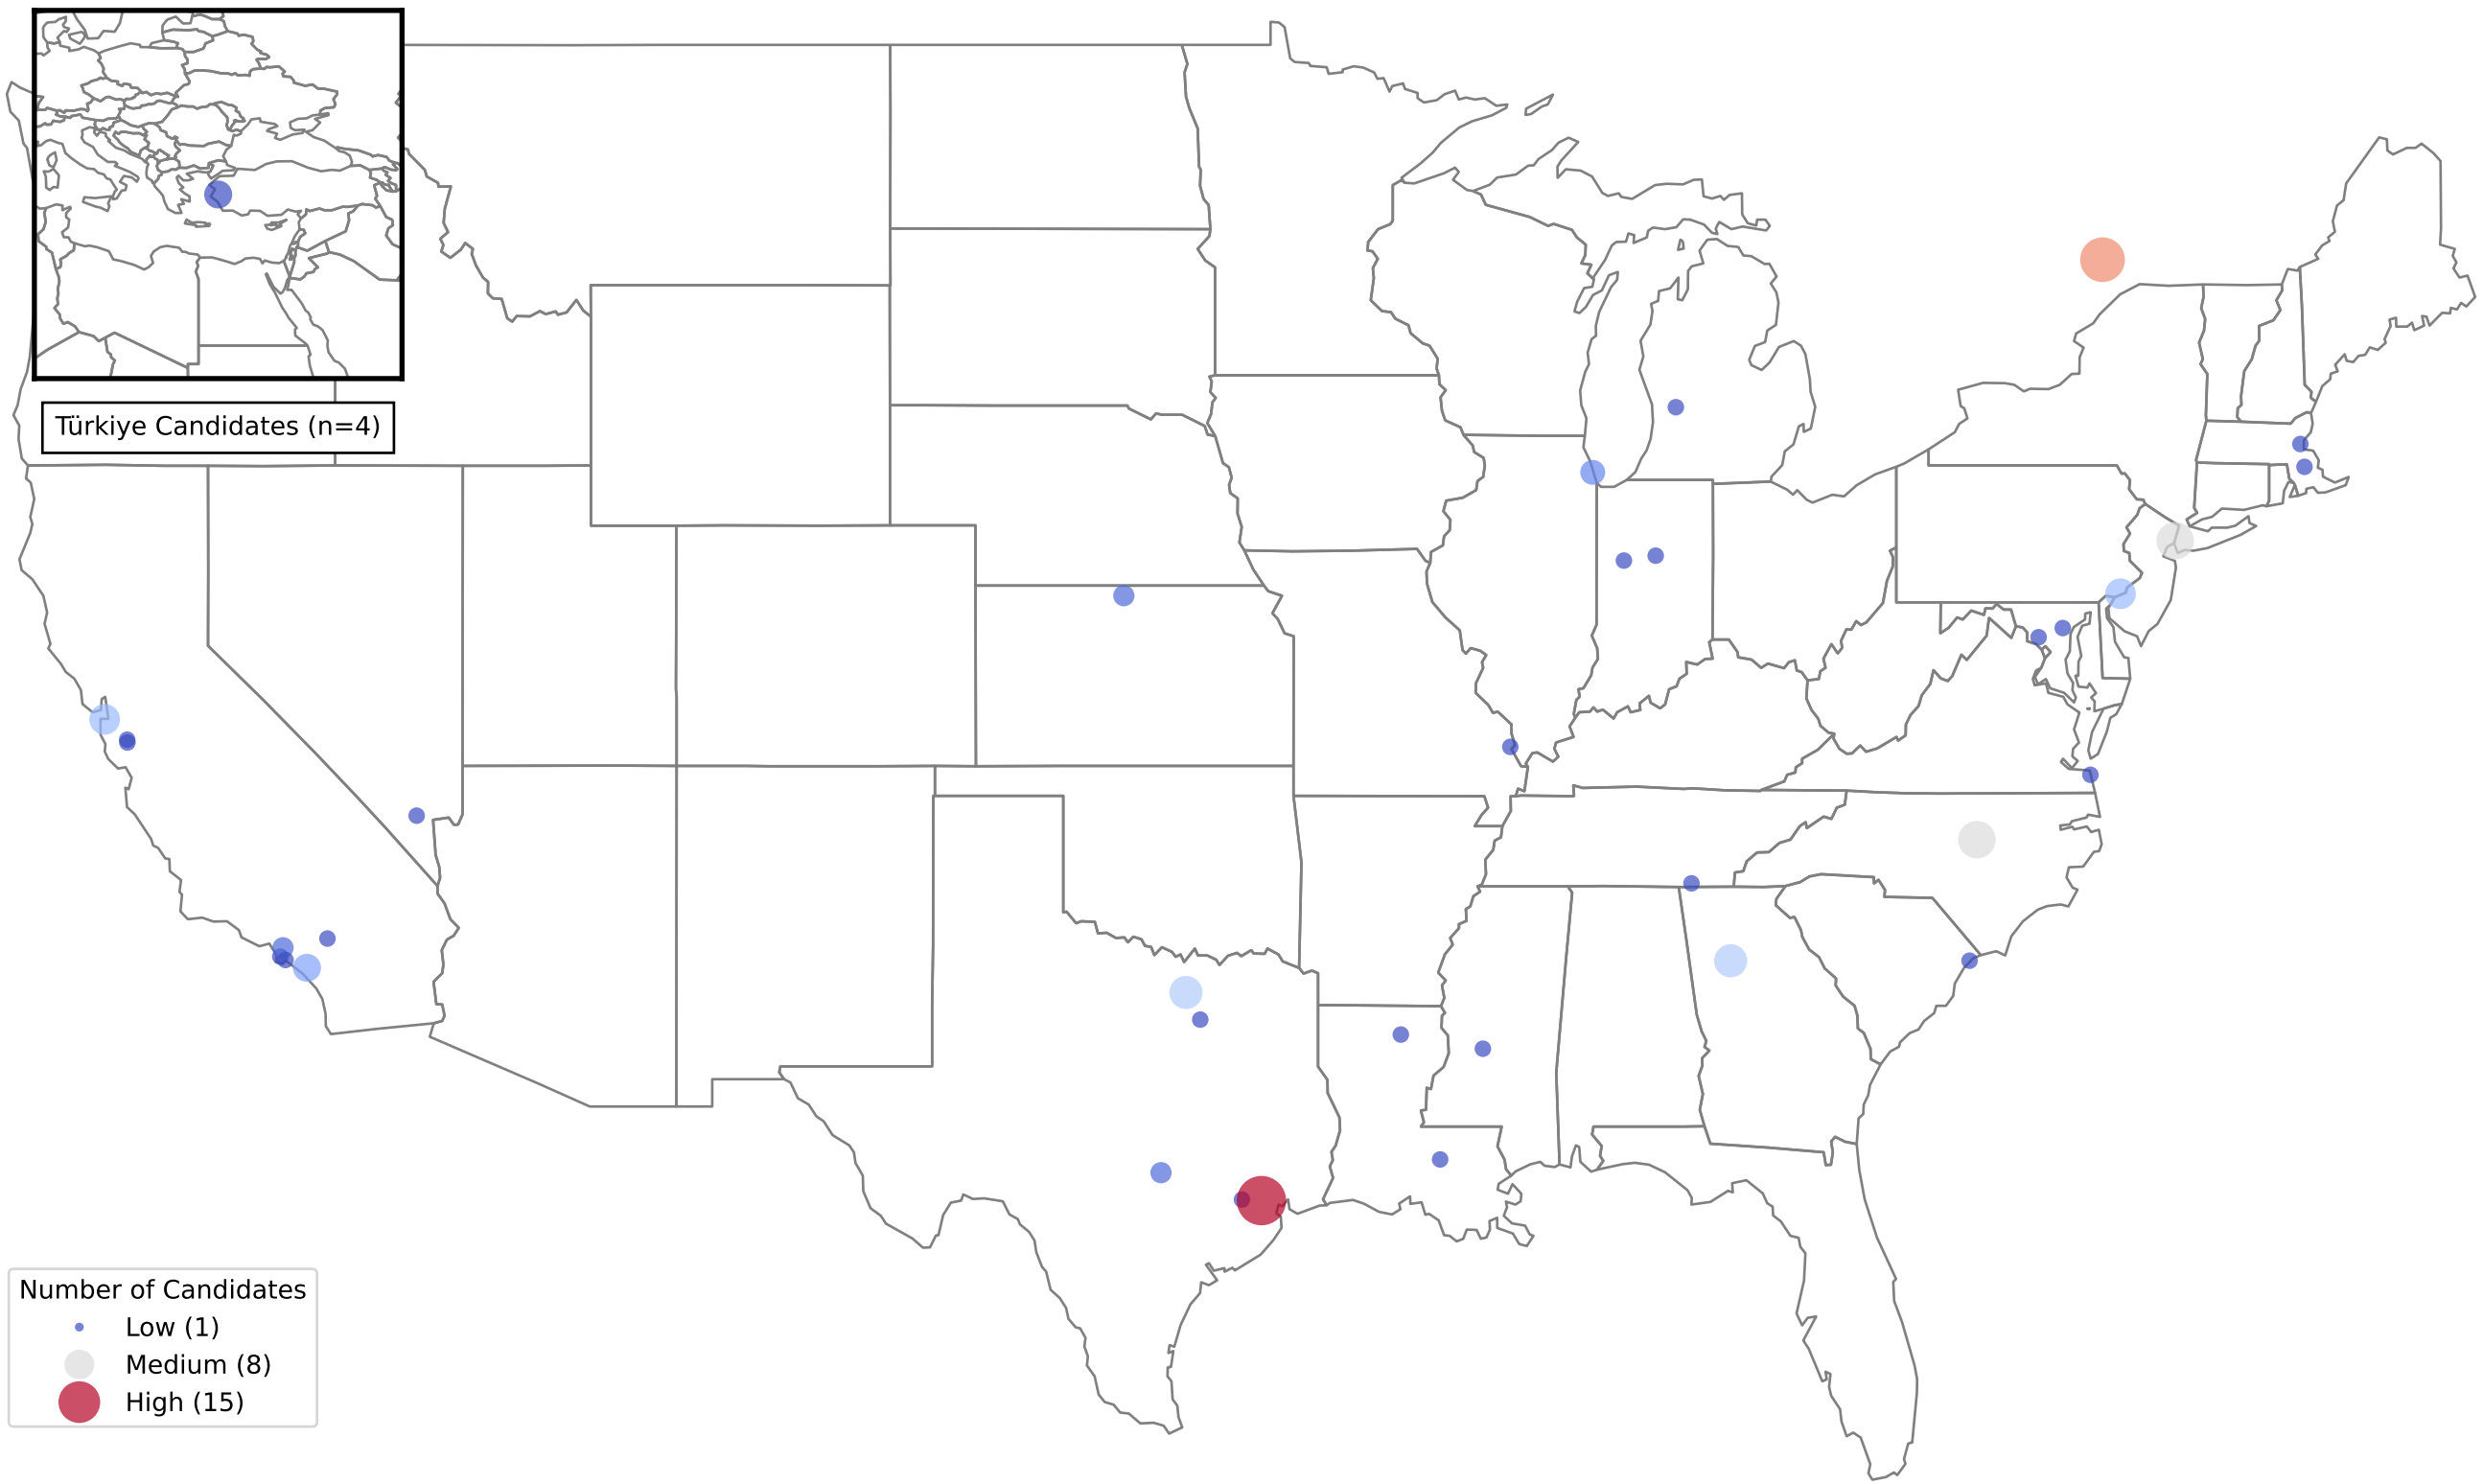 Türkiye Candidates (n=4)
Number of Candidates
Low (1)
Medium (8)
High (15)